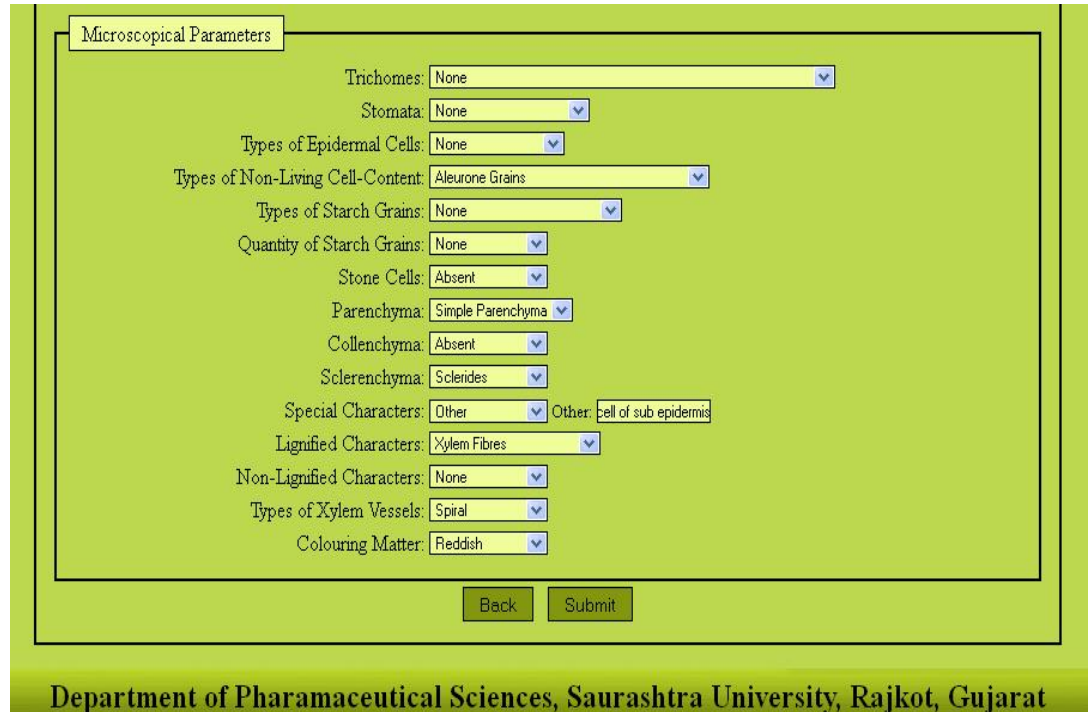 Microscopical Parameters
Trichomes: None
Stomata: None
Types of Epidermal Cells: None
Types of Non-Living Cell-Content: Aleurone Grains
Types of Starch Grains: None
Quantity of Starch Grains: None
Stone Cells: Absent
Parenchyma: Simple Parenchyma
Collenchyma: Absent
Sclerenchyma: Sclerides
Special Characters: Other Other: cell of sub epidermis
Lignified Characters: Xylem Fibres
Non-Lignified Characters: None
Types of Xylem Vessels: Spiral
Colouring Matter: Reddish
Back Submit
Department of Pharamaceutical Sciences, Saurashtra University, Rajkot, Gujarat